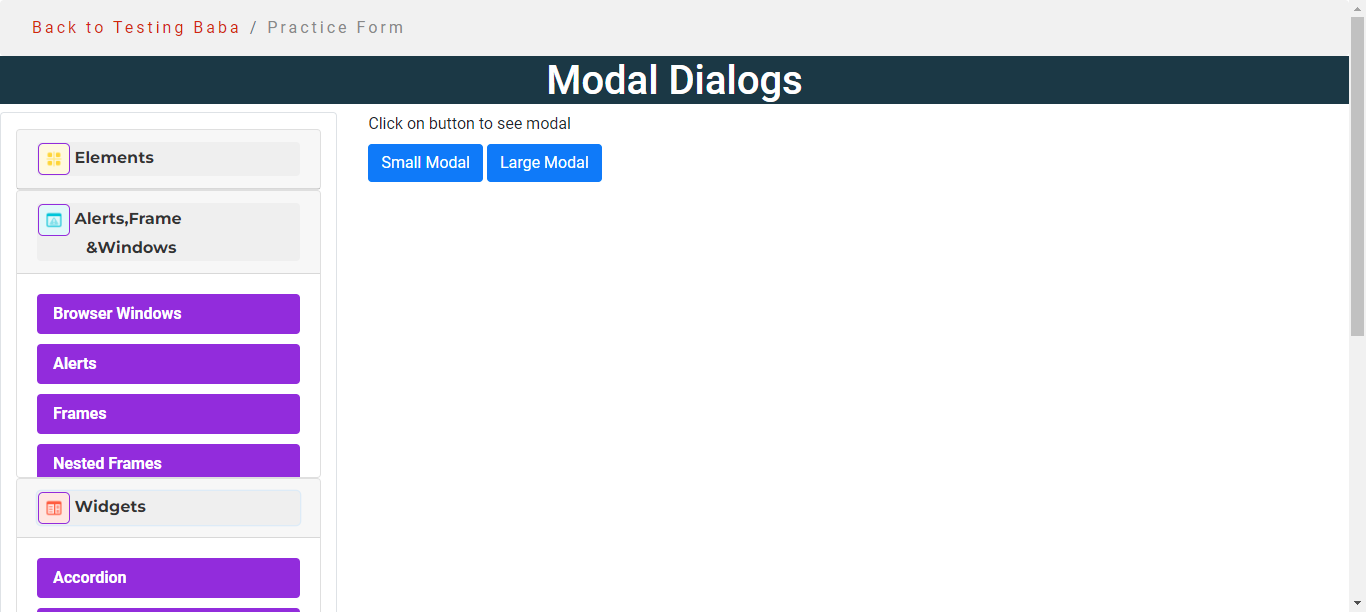 Back to Testing Baba / Practice Form
Modal Dialogs
Click on button to see modal
Small Modal
Large Modal
Elements
Alerts,Frame
&Windows
Browser Windows
Alerts
Frames
Nested Frames
Widgets
Accordion